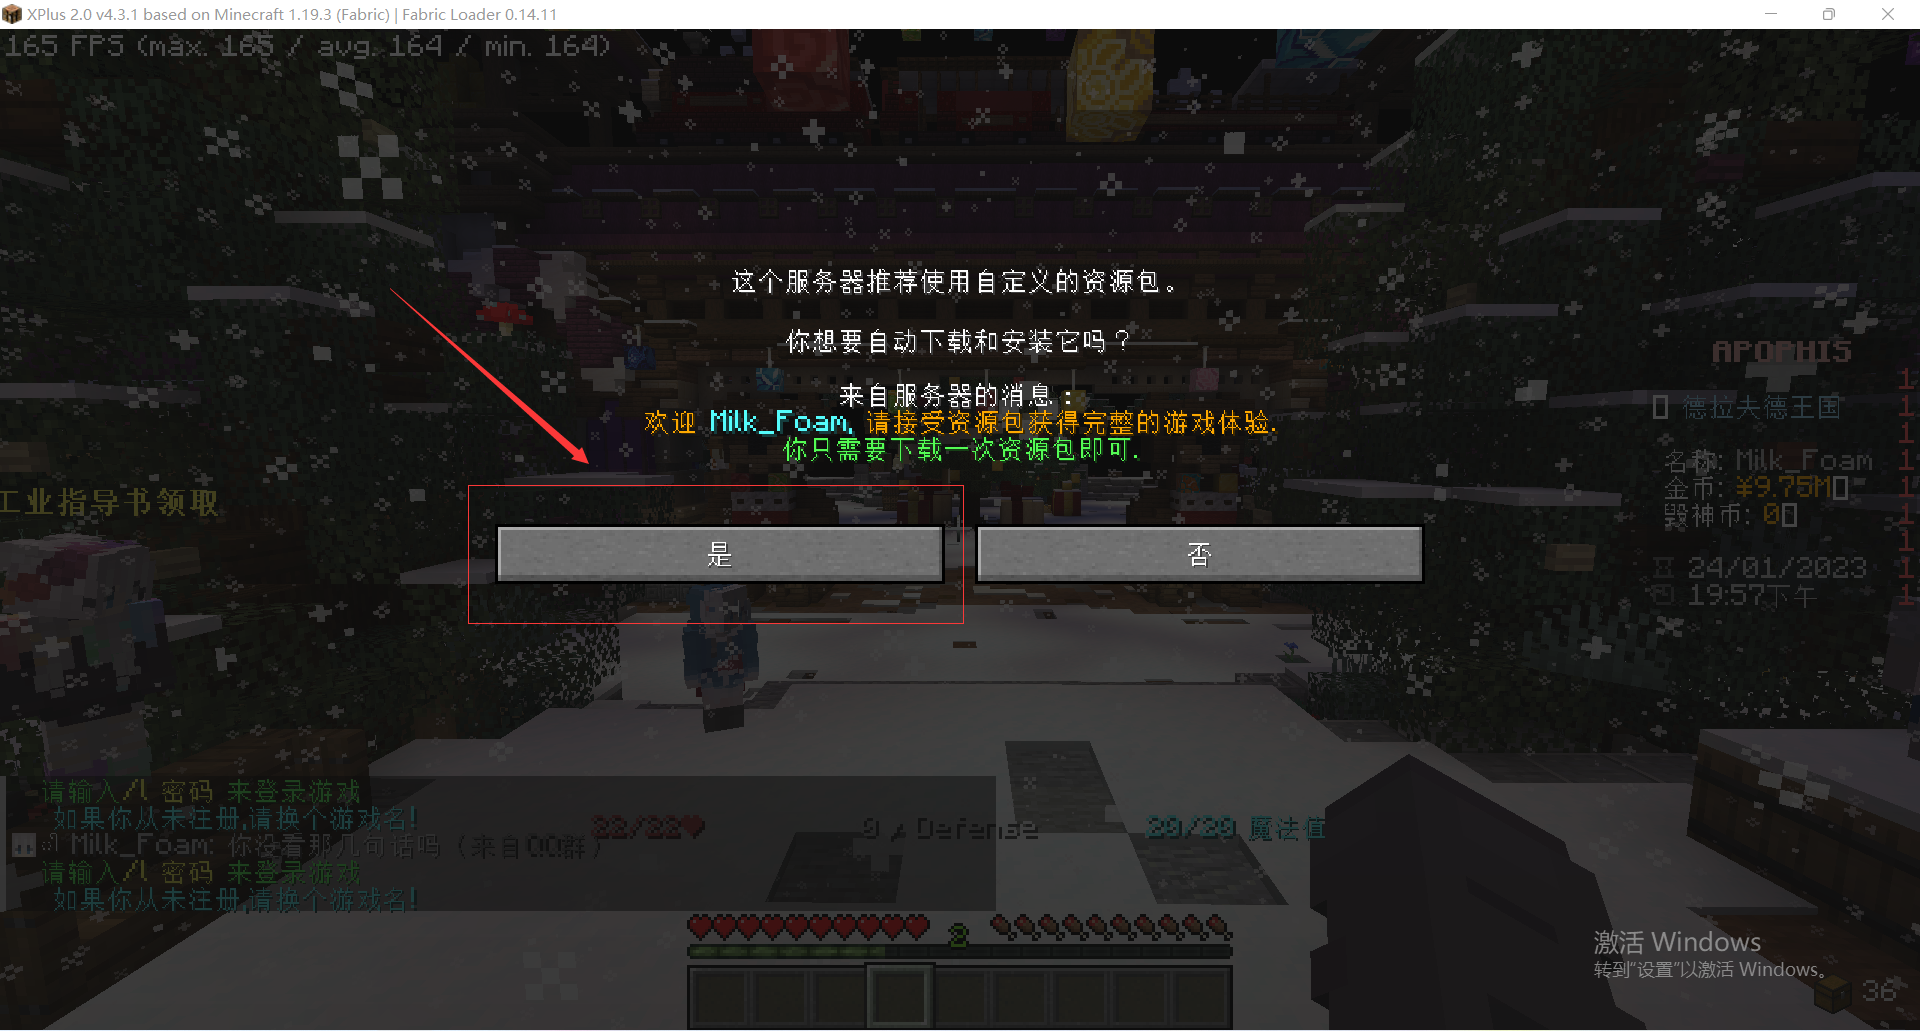 XPlus 2.0 v4.3.1 based on Minecraft 1.19.3 (Fabric) | Fabric Loader 0.14.11
165 FPS (max. 165 / avg. 164 / min. 164)
这个服务器推荐使用自定义的资源包。
你想要自动下载和安装它吗？
来自服务器的消息：
欢迎 Milk_Foam, 请接受资源包获得完整的游戏体验.
你只需要下载一次资源包即可.
是
否
工业指导书领取
APOPHIS
德拉夫德王国
名称: Milk_Foam
金币: ¥9.75M
毁神币: 0
24/01/2023
19:57下午
请输入/l 密码 来登录游戏
如果你从未注册,请换个游戏名!
Milk_Foam: 你没看那几句话吗 (来自QQ群)
请输入/l 密码 来登录游戏
如果你从未注册,请换个游戏名!
22/22
0 Defense
20/20 魔法值
2
激活 Windows
转到"设置"以激活 Windows。
36